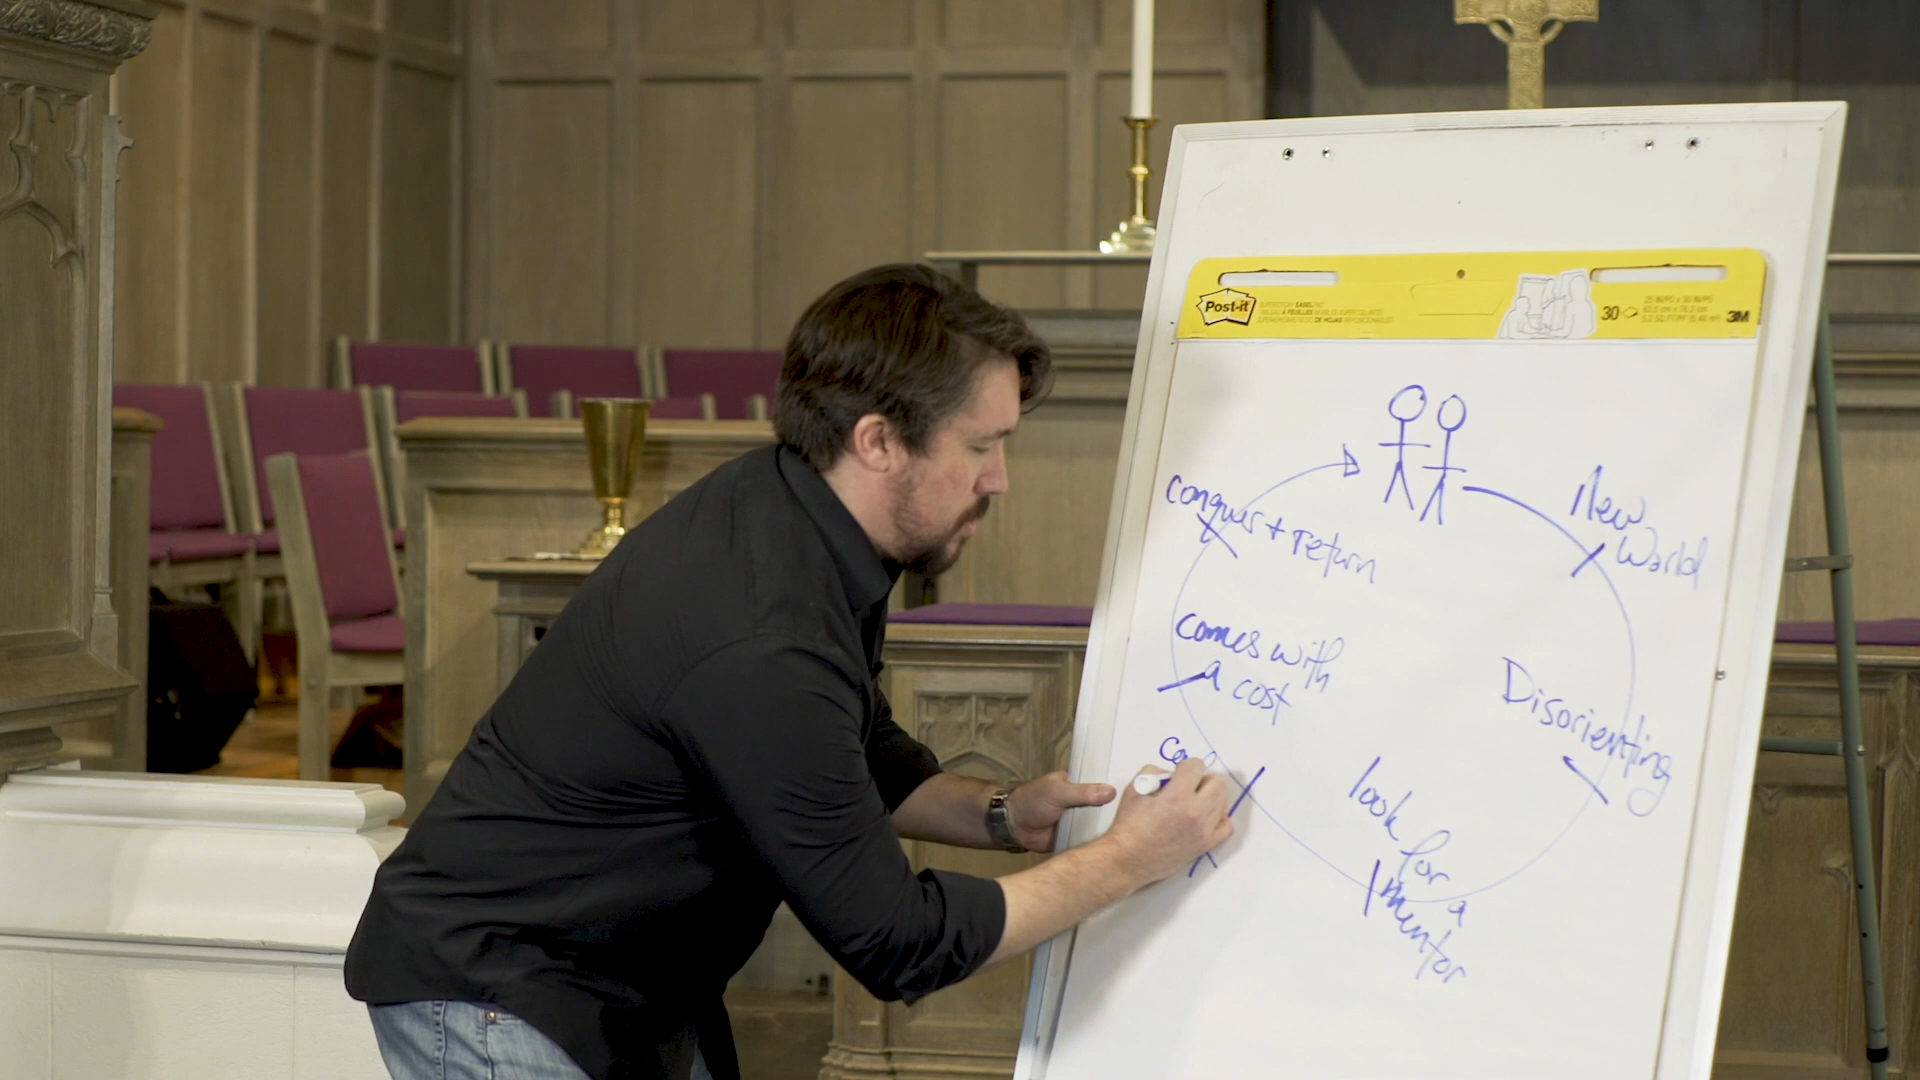 Post-it
30
3M
New
World
Disorienting
look
for
a
mentor
comes with
a cost
conquer + return